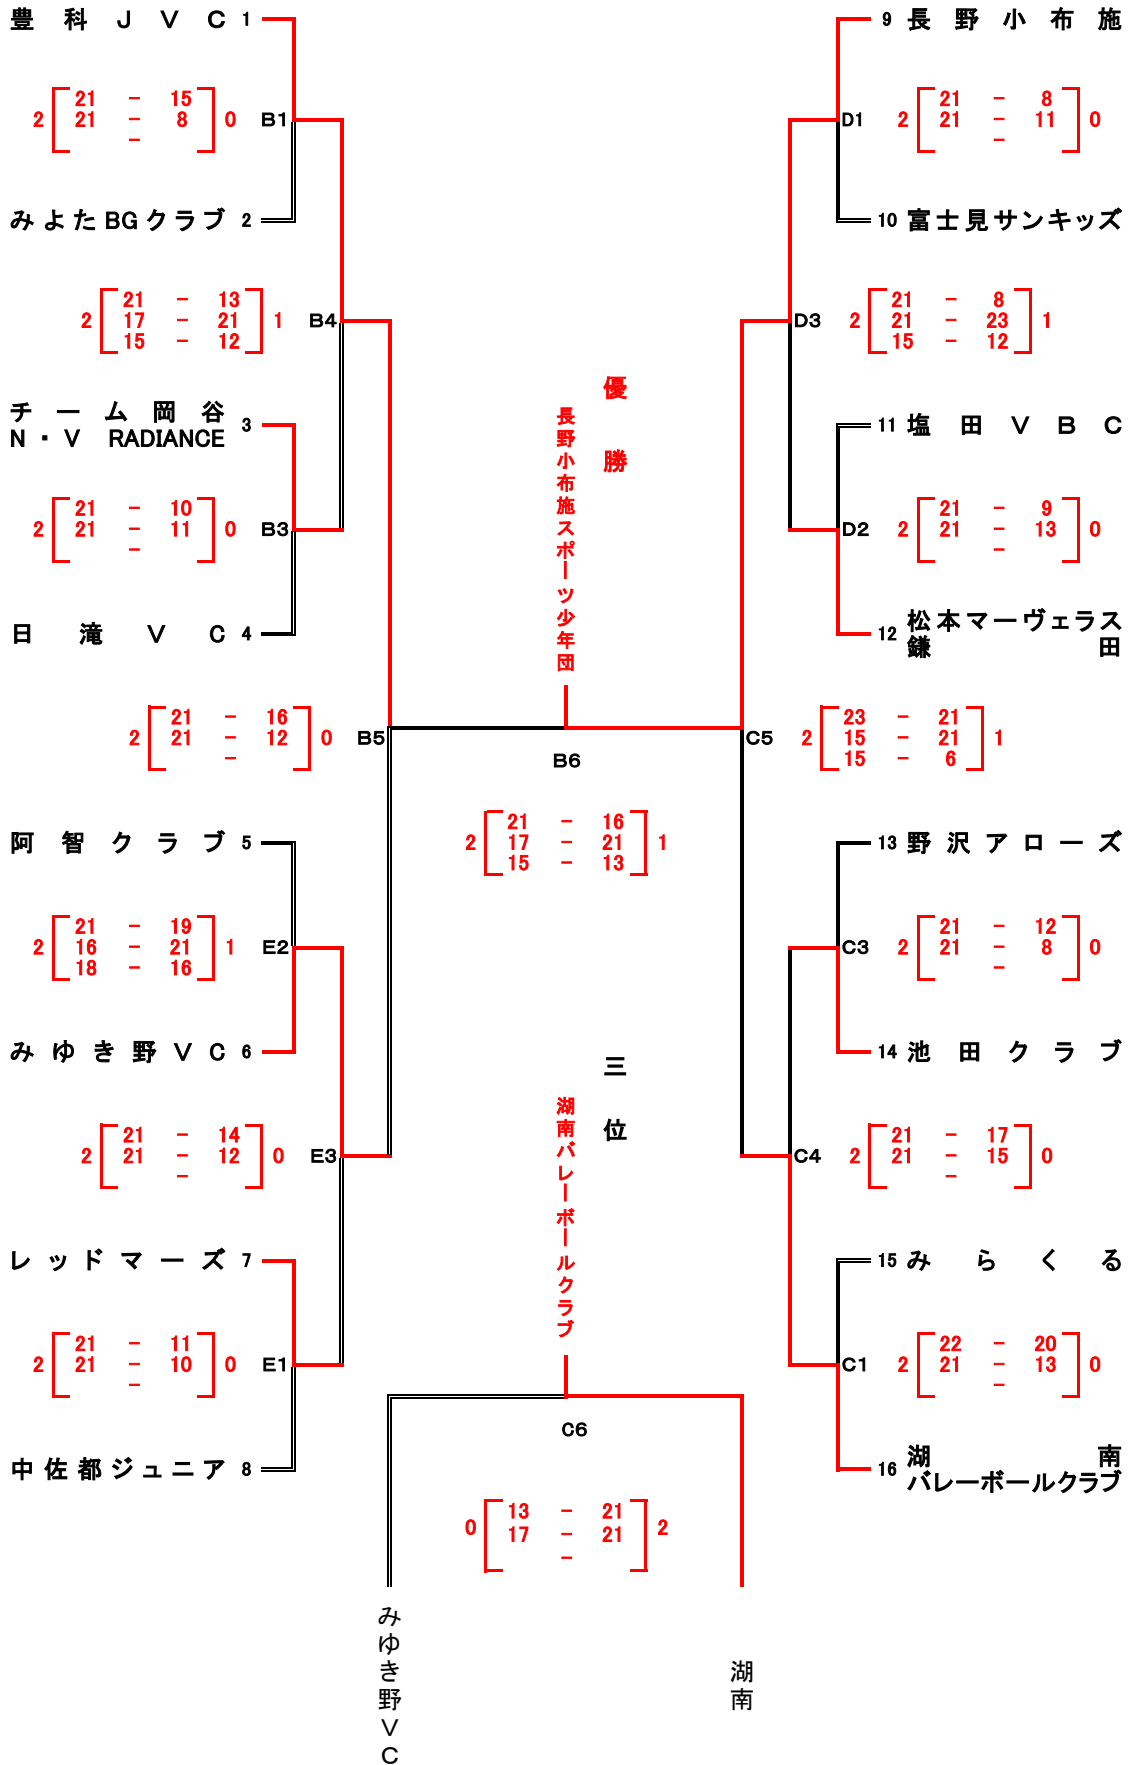 豊科JVC 1
2 21 - 15 0 B1
21 - 8
-
みよたBGクラブ 2
2 21 - 13 1 B4
17 - 21
15 - 12
チーム岡谷
N・V RADIANCE 3
2 21 - 10 0 B3
21 - 11
-
日滝VC 4
2 21 - 16 0 B5
21 - 12
-
阿智クラブ 5
2 21 - 19 1 E2
16 - 21
18 - 16
みゆき野VC 6
2 21 - 14 0 E3
21 - 12
-
レッドマーズ 7
2 21 - 11 0 E1
21 - 10
-
中佐都ジュニア 8
優勝
長野小布施スポーツ少年団
B6
2 21 - 16 1
17 - 21
15 - 13
三位
湖南バレーボールクラブ
C6
0 13 - 21 2
17 - 21
-
みゆき野VC
湖南
9 長野小布施
D1 2 21 - 8 0
21 - 11
-
10 富士見サンキッズ
D3 2 21 - 8 1
21 - 23
15 - 12
11 塩田VBC
D2 2 21 - 9 0
21 - 13
-
12 松本マーヴェラス
鎌田
C5 2 23 - 21 1
15 - 21
15 - 6
13 野沢アローズ
C3 2 21 - 12 0
21 - 8
-
14 池田クラブ
C4 2 21 - 17 0
21 - 15
-
15 みらくる
C1 2 22 - 20 0
21 - 13
-
16 湖南
バレーボールクラブ